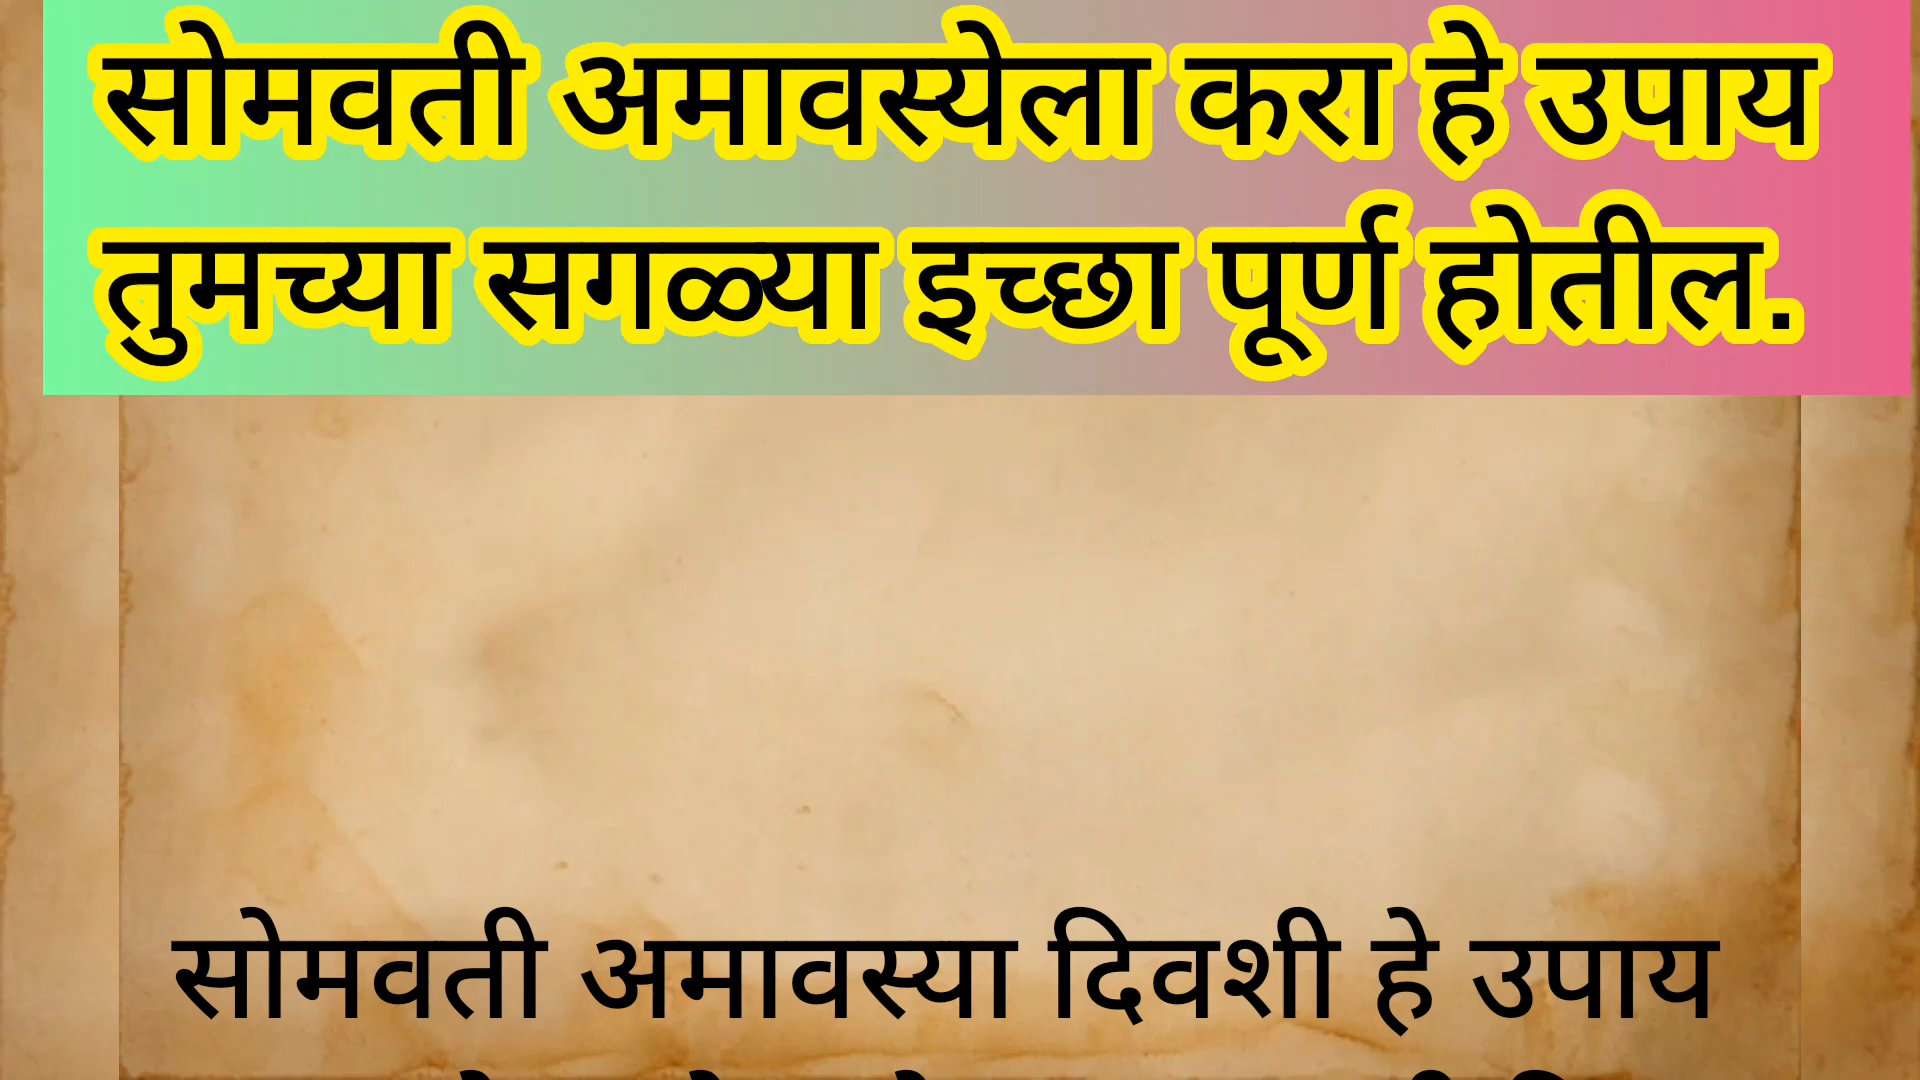 सोमवती अमावस्येला करा हे उपाय
तुमच्या सगळ्या इच्छा पूर्ण होतील.
सोमवती अमावस्या दिवशी हे उपाय